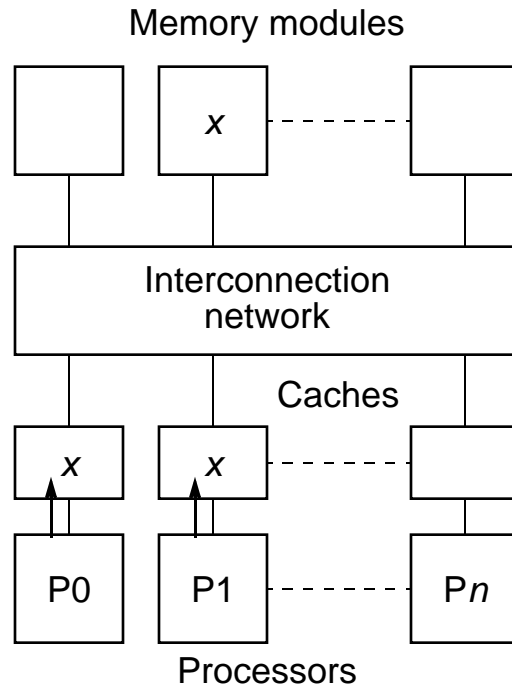 Memory modules
x
Interconnection
network
Caches
x x
P0 P1 Pn
Processors